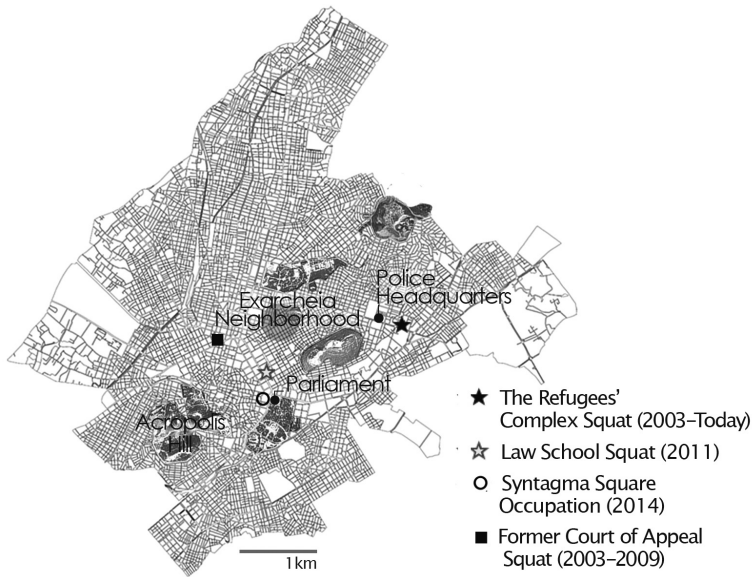 Police
Headquarters
Exarcheia
Neighborhood
Parliament
Acropolis
Hill
The Refugees'
Complex Squat (2003–Today)
Law School Squat (2011)
Syntagma Square
Occupation (2014)
Former Court of Appeal
Squat (2003–2009)
1km